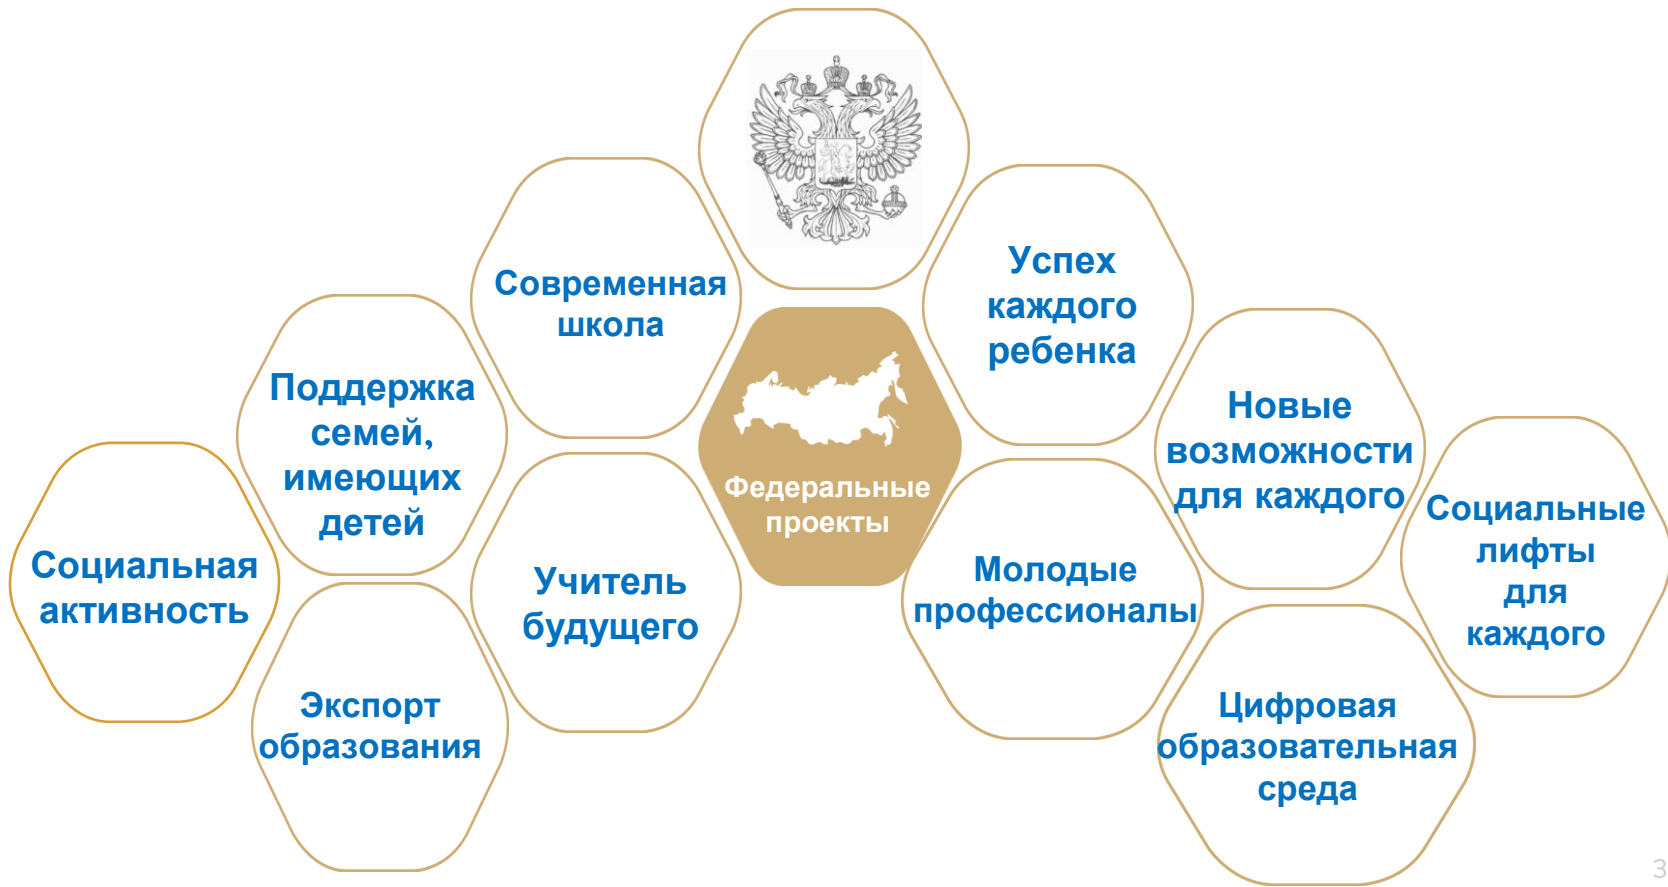 Современная
школа
Успех
каждого
ребенка
Поддержка
семей,
имеющих
детей
Федеральные
проекты
Новые
возможности
для каждого
Социальная
активность
Учитель
будущего
Молодые
профессионалы
Социальные
лифты
для
каждого
Экспорт
образования
Цифровая
образовательная
среда
3